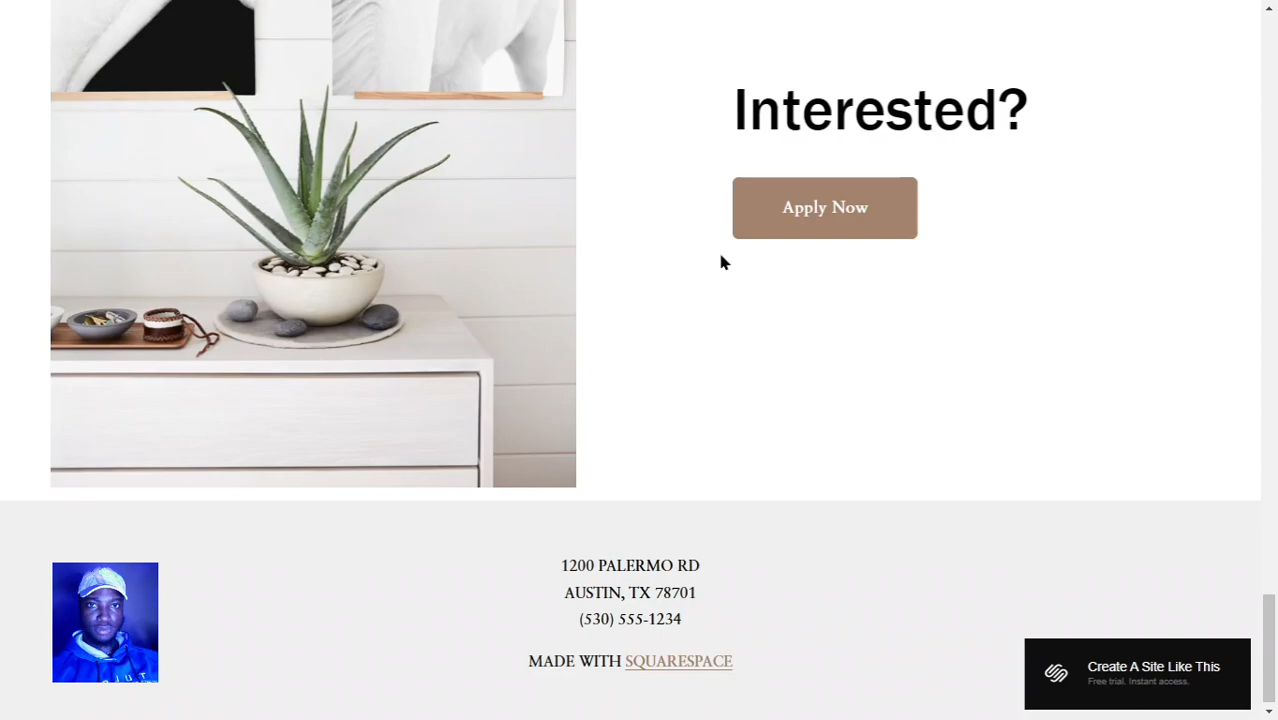 Interested?
Apply Now
1200 PALERMO RD
AUSTIN, TX 78701
(530) 555-1234
MADE WITH SQUARESPACE
Create A Site Like This
Free trial. Instant access.